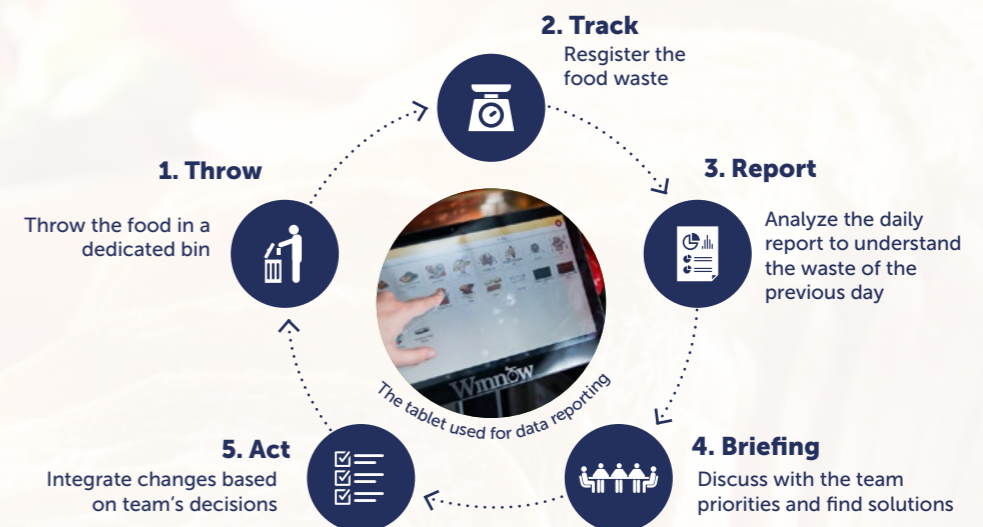 2. Track
Resgister the
food waste
1. Throw
Throw the food in a
dedicated bin
3. Report
Analyze the daily
report to understand
the waste of the
previous day
Winnow
The tablet used for data reporting
5. Act
Integrate changes based
on team's decisions
4. Briefing
Discuss with the team
priorities and find solutions